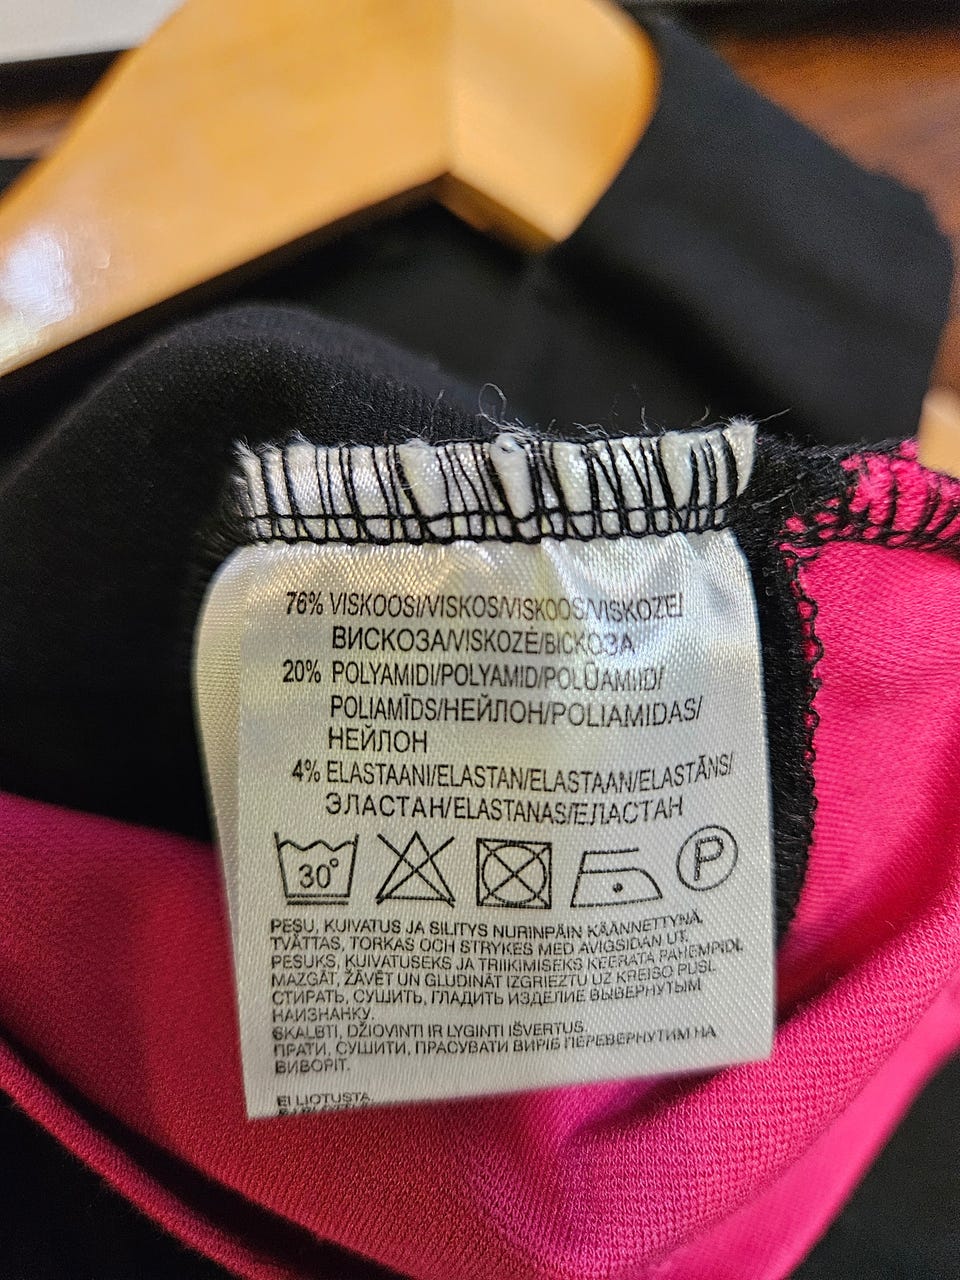 76% VISKOOSI/VISKOS/VISKOOS/VISKOZE/
ВИСКОЗА/VISKOZĖ/ВІСКОЗА
20% POLYAMIDI/POLYAMID/POLÜAMIID/
POLIAMĪDS/НЕЙЛОН/POLIAMIDAS/
НЕЙЛОН
4% ELASTAANI/ELASTAN/ELASTAAN/ELASTĀNS/
ЭЛАСТАН/ELASTANAS/ЕЛАСТАН
30° P
PESU, KUIVATUS JA SILITYS NURINPÄIN KÄÄNNETTYNÄ.
TVÄTTAS, TORKAS OCH STRYKES MED AVIGSIDAN UT.
PESUKS, KUIVATUSEKS JA TRIIKIMISEKS KEERATA PAHEMPIDI.
MAZGĀT, ŽĀVĒT UN GLUDINĀT IZGRIEZTU UZ KREISO PUSI.
СТИРАТЬ, СУШИТЬ, ГЛАДИТЬ ИЗДЕЛИЕ ВЫВЕРНУТЫМ
НАИЗНАНКУ.
SKALBTI, DŽIOVINTI IR LYGINTI IŠVERTUS.
ПРАТИ, СУШИТИ, ПРАСУВАТИ ВИРІБ ПЕРЕВЕРНУТИМ НА
ВИВОРІТ.
EI LIOTUSTA.